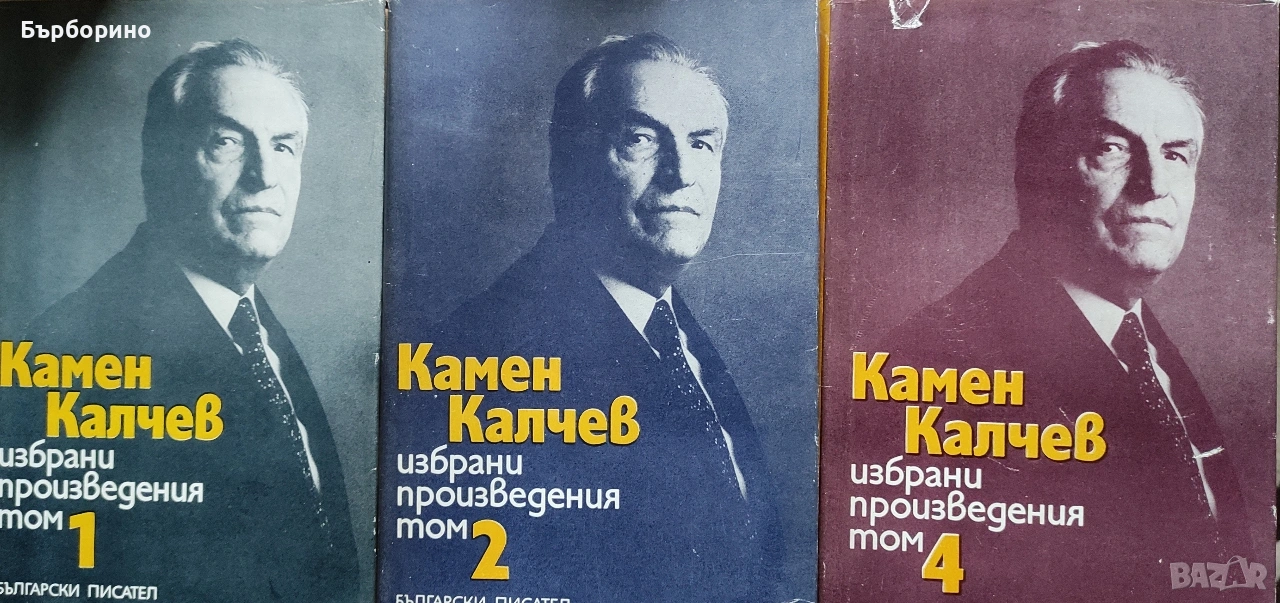 Бърборино
Камен
Калчев
избрани
произведения
том 1
БЪЛГАРСКИ ПИСАТЕЛ
Камен
Калчев
избрани
произведения
том 2
БЪЛГАРСКИ ПИСАТЕЛ
Камен
Калчев
избрани
произведения
том 4
BAZAR